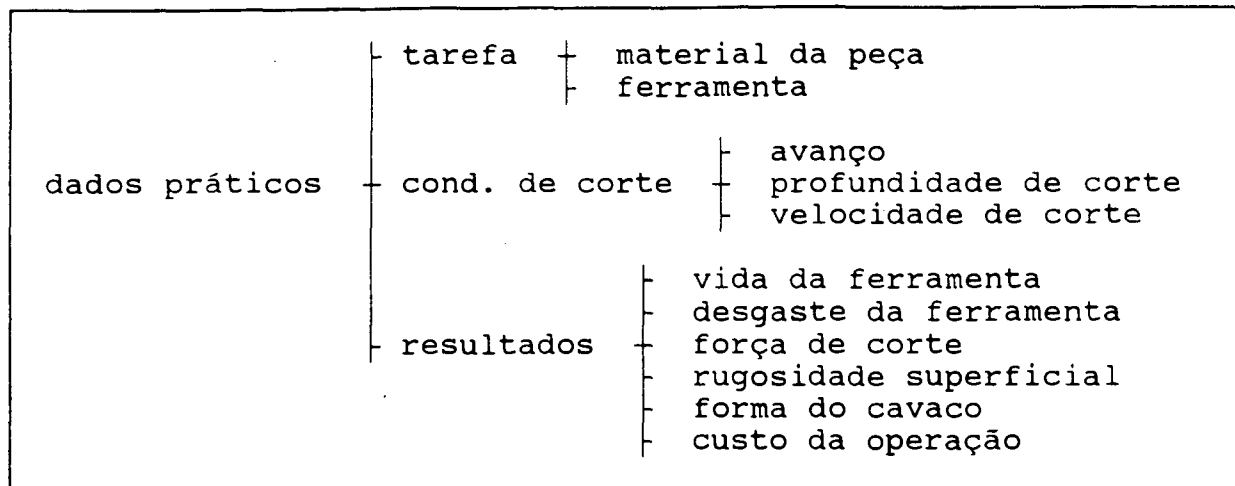 tarefa material da peça
ferramenta
avanço
dados práticos cond. de corte profundidade de corte
velocidade de corte
vida da ferramenta
desgaste da ferramenta
resultados força de corte
rugosidade superficial
forma do cavaco
custo da operação